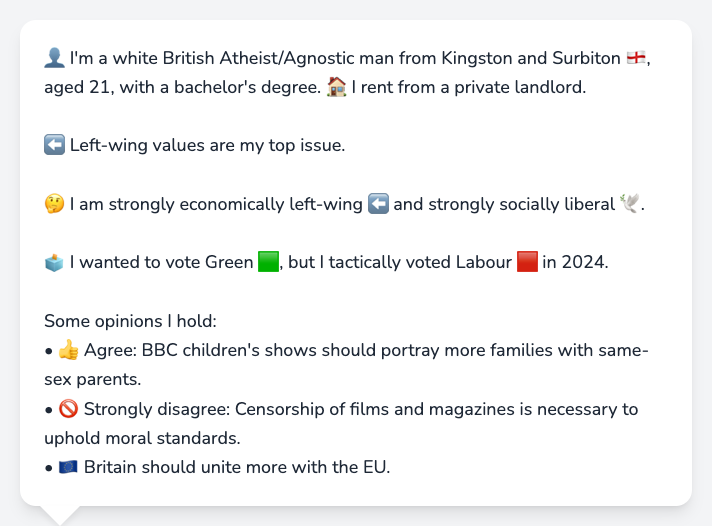 👤 I'm a white British Atheist/Agnostic man from Kingston and Surbiton 🏴󠁧󠁢󠁥󠁮󠁧󠁿,
aged 21, with a bachelor's degree. 🏠 I rent from a private landlord.
⬅️ Left-wing values are my top issue.
🤔 I am strongly economically left-wing ⬅️ and strongly socially liberal 🕊️.
🗳️ I wanted to vote Green 🟩, but I tactically voted Labour 🟥 in 2024.
Some opinions I hold:
• 👍 Agree: BBC children's shows should portray more families with same-
sex parents.
• 🚫 Strongly disagree: Censorship of films and magazines is necessary to
uphold moral standards.
• 🇪🇺 Britain should unite more with the EU.